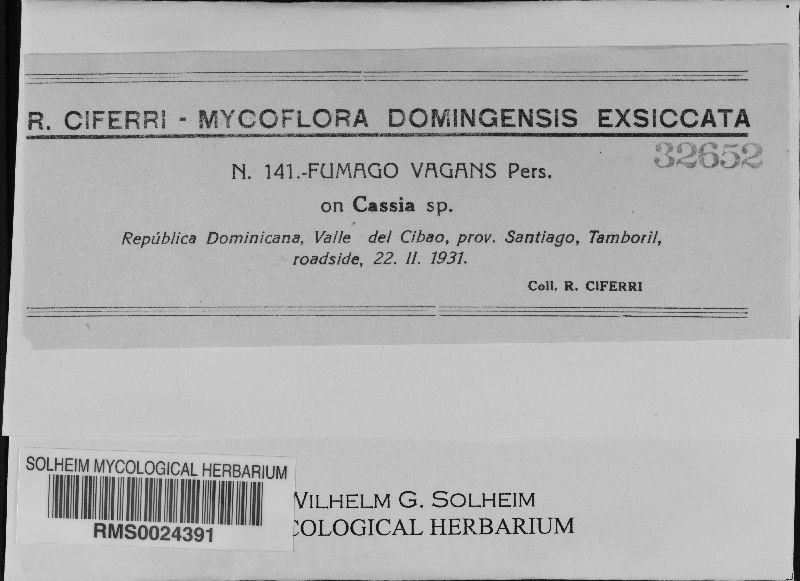 R. CIFERRI - MYCOFLORA DOMINGENSIS EXSICCATA
32652
N. 141.-FUMAGO VAGANS Pers.
on Cassia sp.
República Dominicana, Valle del Cibao, prov. Santiago, Tamboril,
roadside, 22. II. 1931.
Coll. R. CIFERRI
SOLHEIM MYCOLOGICAL HERBARIUM
RMS0024391
WILHELM G. SOLHEIM
COLOGICAL HERBARIUM